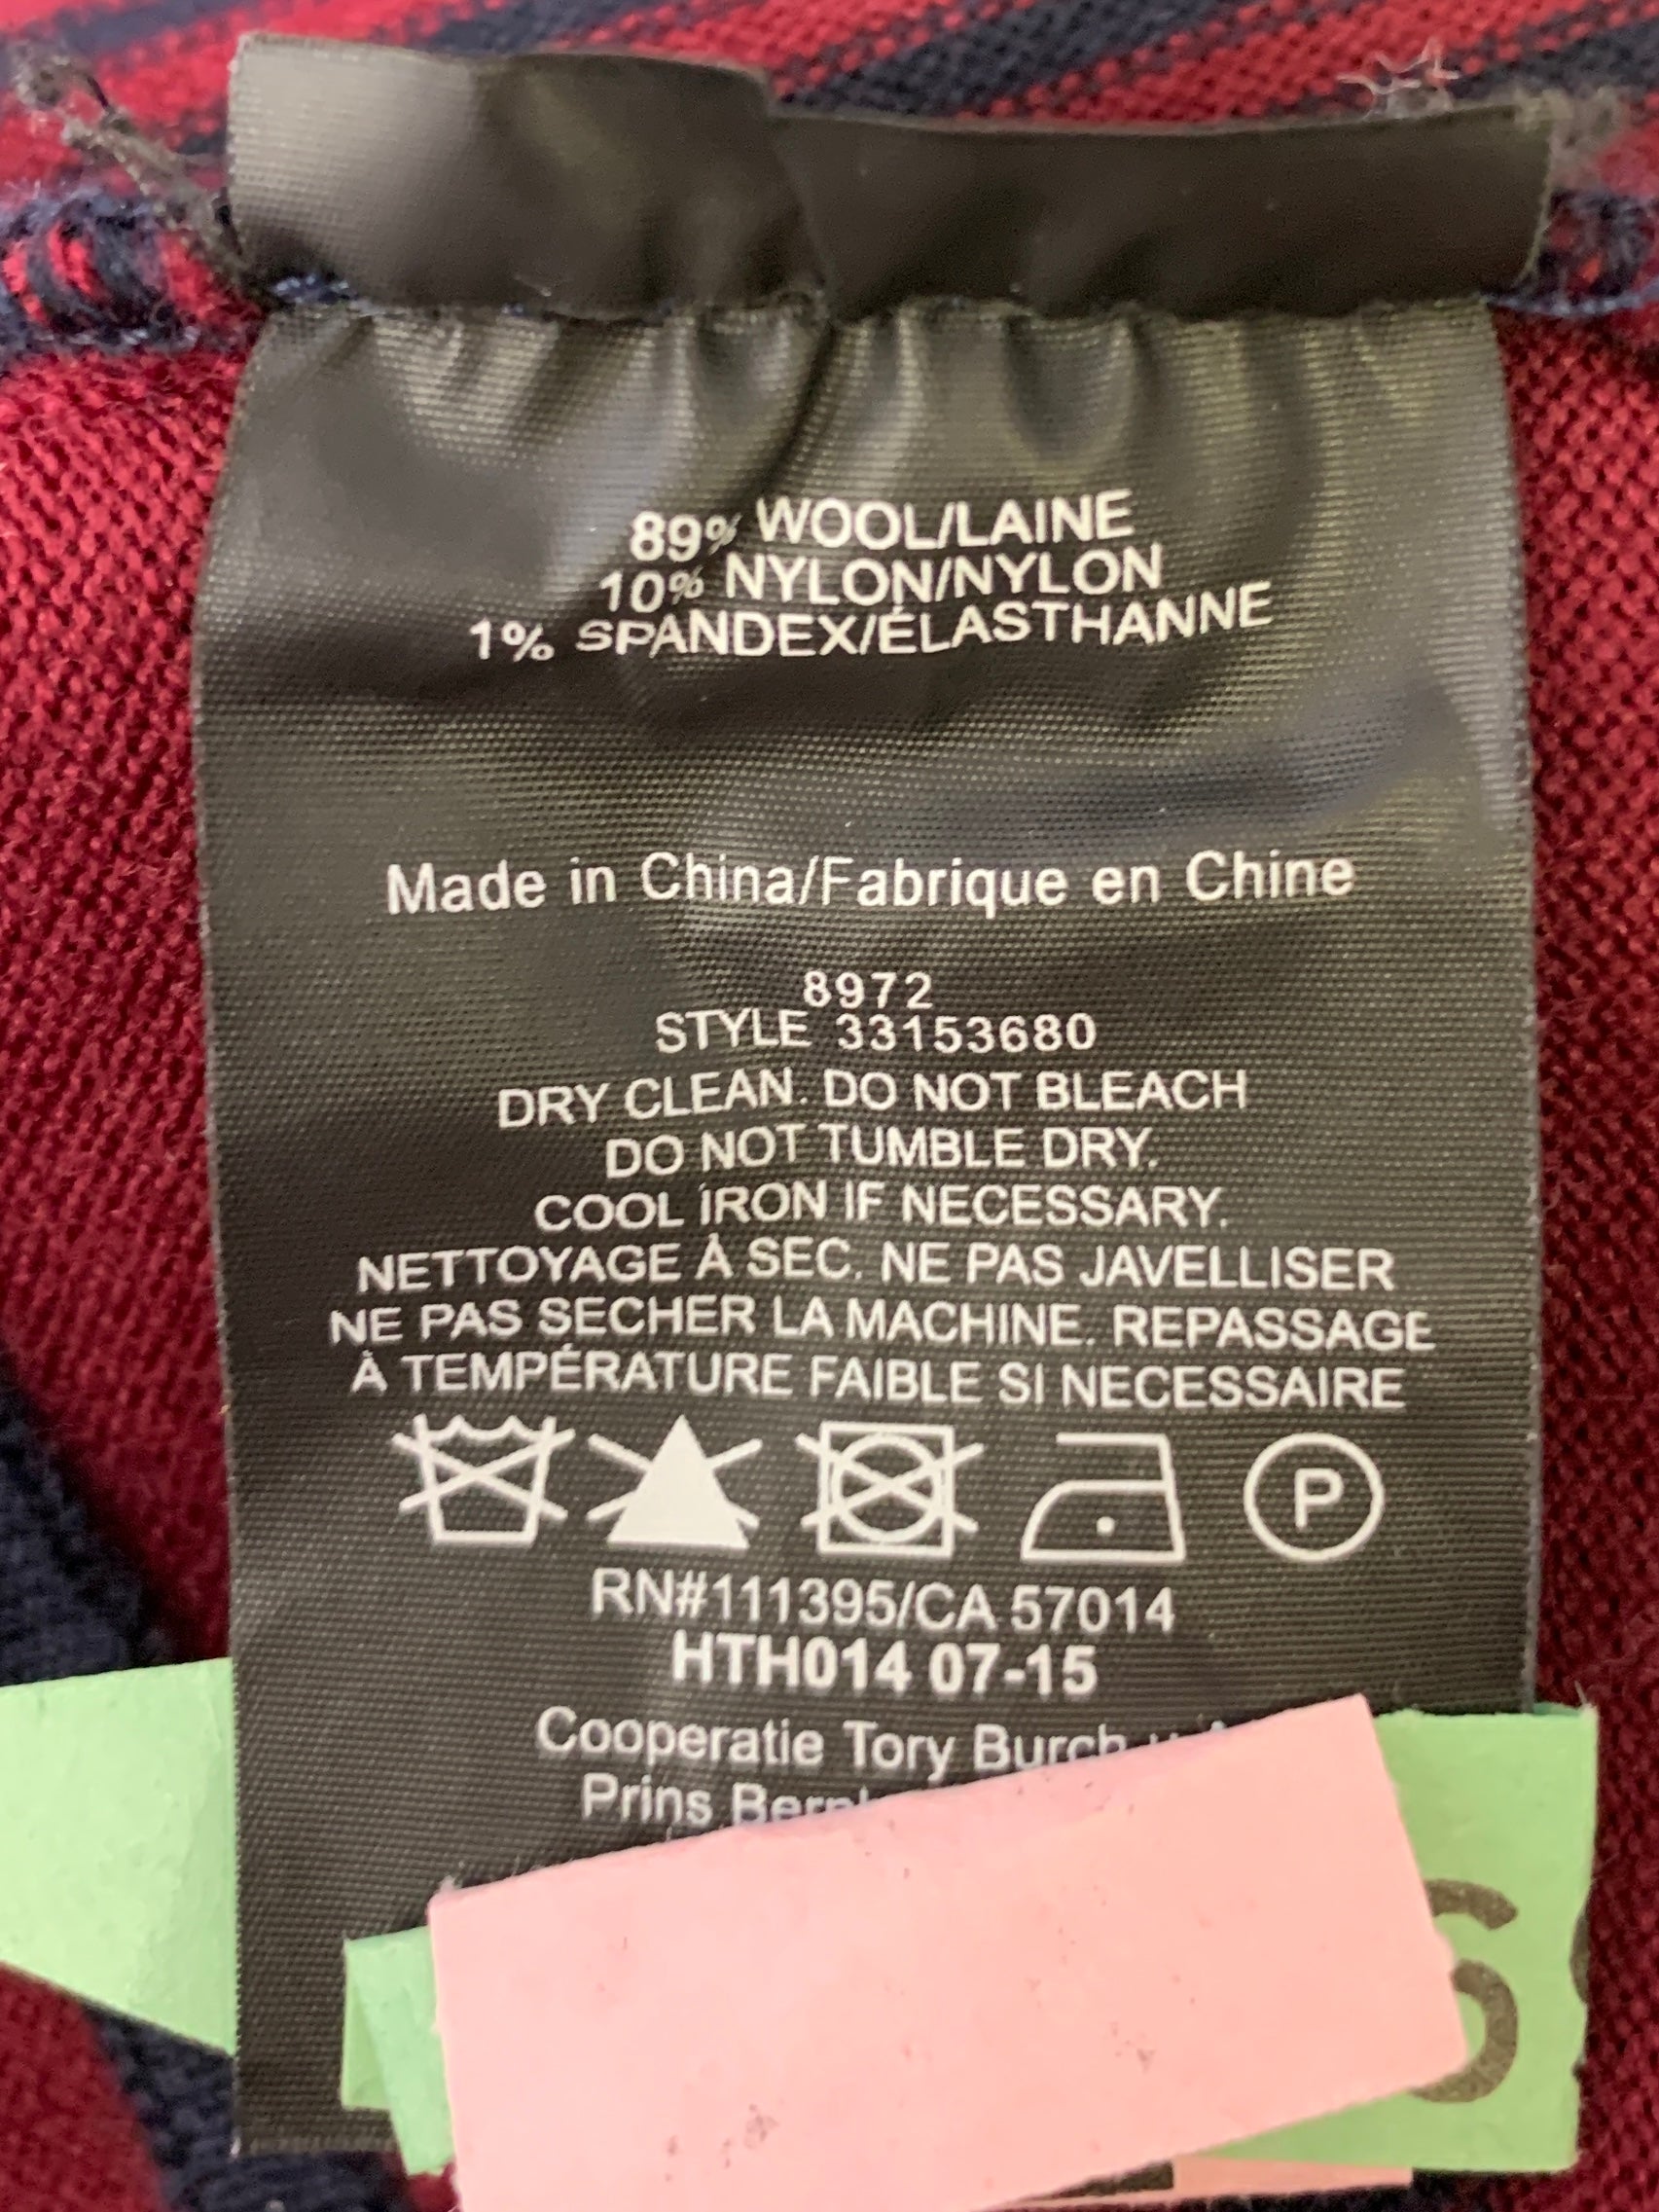 89% WOOL/LAINE
10% NYLON/NYLON
1% SPANDEX/ÉLASTHANNE
Made in China/Fabrique en Chine
8972
STYLE 33153680
DRY CLEAN. DO NOT BLEACH
DO NOT TUMBLE DRY.
COOL IRON IF NECESSARY.
NETTOYAGE À SEC. NE PAS JAVELLISER
NE PAS SECHER LA MACHINE. REPASSAGE
À TEMPÉRATURE FAIBLE SI NECESSAIRE
P
RN#111395/CA 57014
HTH014 07-15
Cooperatie Tory Burch
Prins